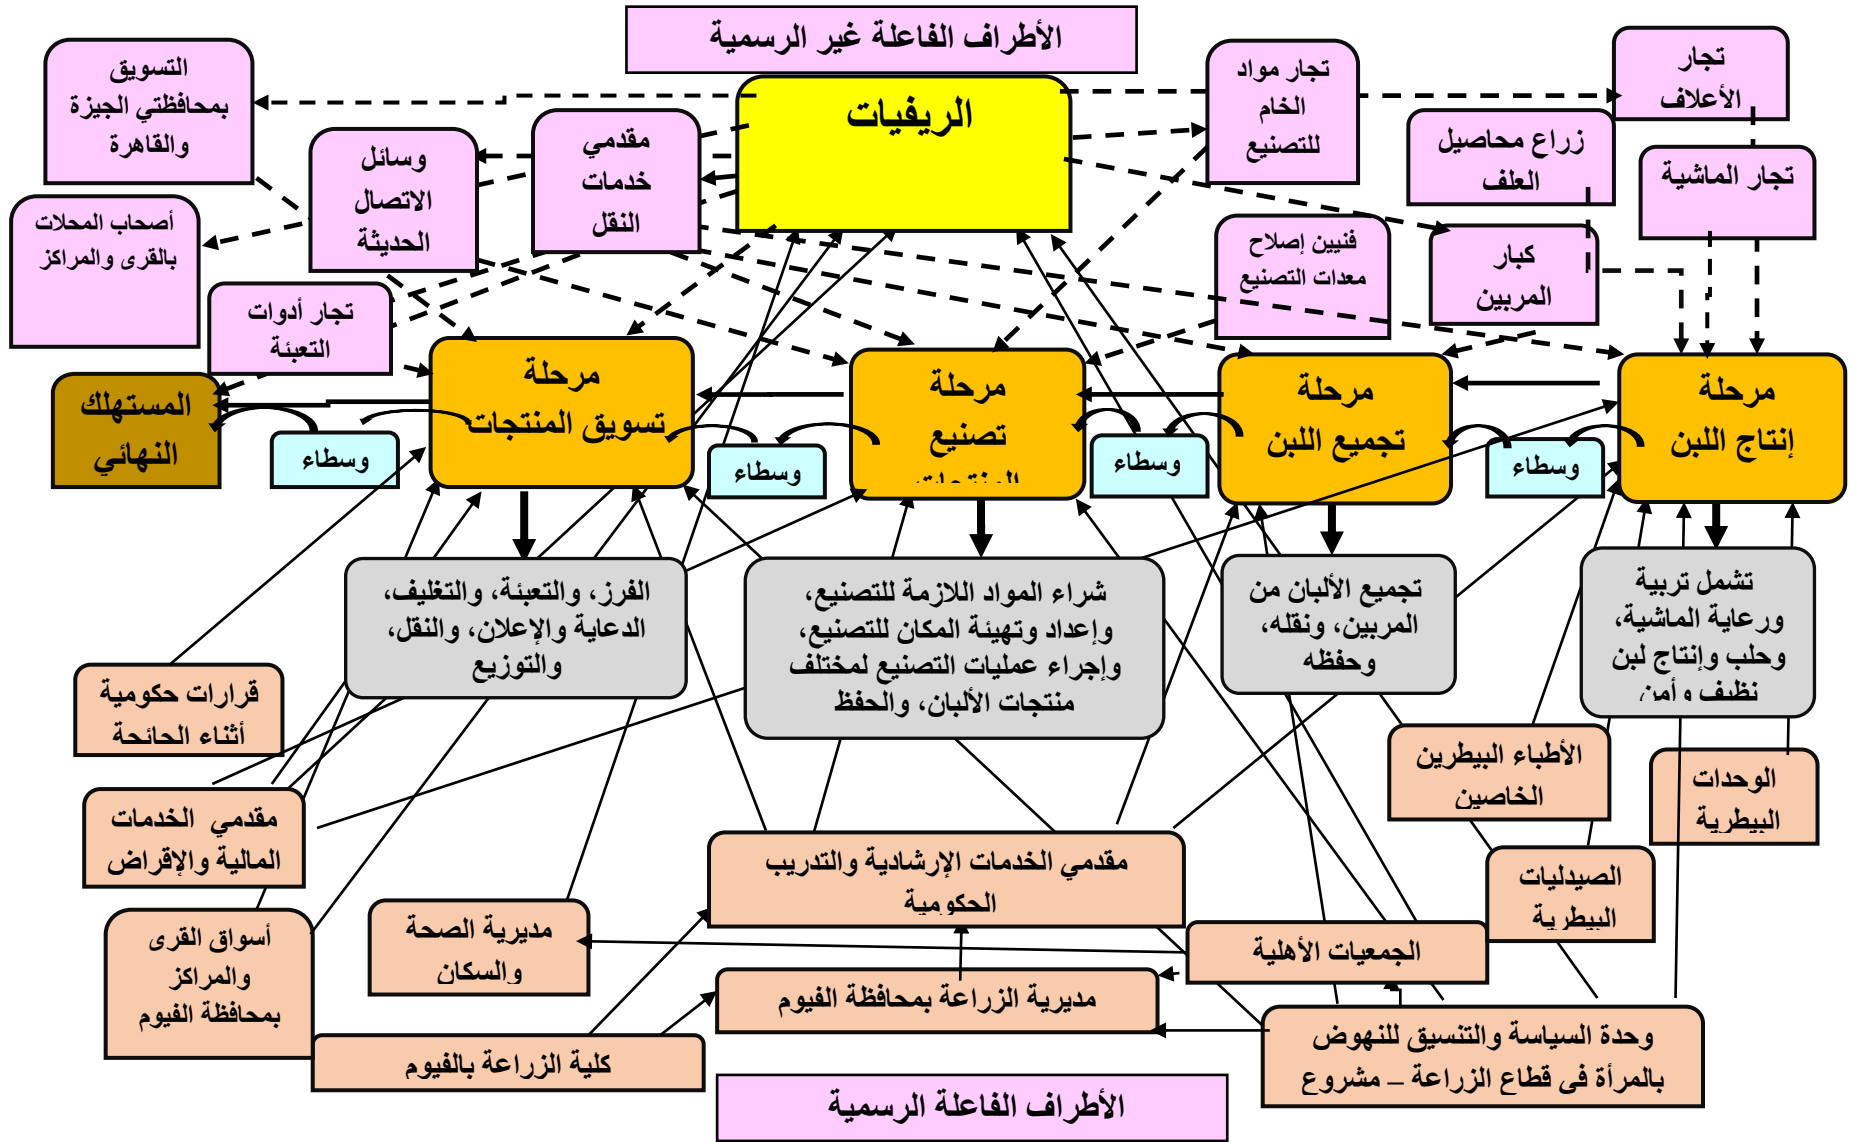 الأطراف الفاعلة غير الرسمية
الريفيات
تجار
الأعلاف
تجار مواد
الخام
للتصنيع
زراع محاصيل
العلف
تجار الماشية
كبار
المربين
فنيين إصلاح
معدات التصنيع
مقدمي
خدمات
النقل
وسائل
الاتصال
الحديثة
التسويق
بمحافظتي الجيزة
والقاهرة
أصحاب المحلات
بالقرى والمراكز
تجار أدوات
التعبئة
مرحلة
إنتاج اللبن
وسطاء
مرحلة
تجميع اللبن
وسطاء
مرحلة
تصنيع
المنتجات
وسطاء
مرحلة
تسويق المنتجات
وسطاء
المستهلك
النهائي
تشمل تربية
ورعاية الماشية،
وحلب وإنتاج لبن
نظيف وأمن
تجميع الألبان من
المربين، ونقله،
وحفظه
شراء المواد اللازمة للتصنيع،
وإعداد وتهيئة المكان للتصنيع،
وإجراء عمليات التصنيع لمختلف
منتجات الألبان، والحفظ
الفرز، والتعبئة، والتغليف،
الدعاية والإعلان، والنقل،
والتوزيع
قرارات حكومية
أثناء الجائحة
مقدمي الخدمات
المالية والإقراض
أسواق القرى
والمراكز
بمحافظة الفيوم
مديرية الصحة
والسكان
كلية الزراعة بالفيوم
مقدمي الخدمات الإرشادية والتدريب
الحكومية
مديرية الزراعة بمحافظة الفيوم
الجمعيات الأهلية
وحدة السياسة والتنسيق للنهوض
بالمرأة فى قطاع الزراعة – مشروع
الأطباء البيطرين
الخاصين
الوحدات
البيطرية
الصيدليات
البيطرية
الأطراف الفاعلة الرسمية